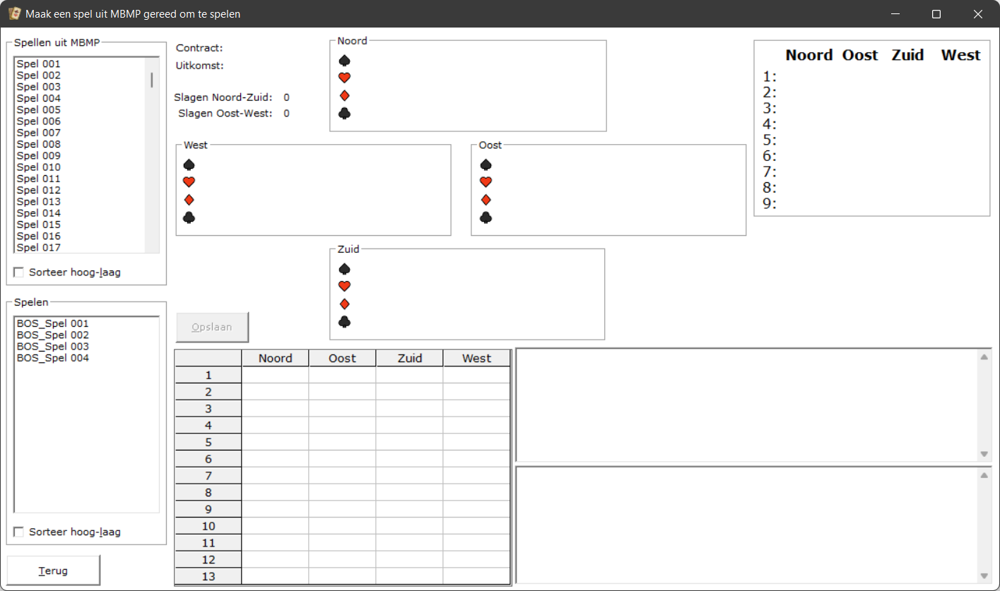 Maak een spel uit MBMP gereed om te spelen
Spellen uit MBMP
Spel 001
Spel 002
Spel 003
Spel 004
Spel 005
Spel 006
Spel 007
Spel 008
Spel 009
Spel 010
Spel 011
Spel 012
Spel 013
Spel 014
Spel 015
Spel 016
Spel 017
Sorteer hoog-laag
Spelen
BOS_Spel 001
BOS_Spel 002
BOS_Spel 003
BOS_Spel 004
Sorteer hoog-laag
Terug
Contract:
Uitkomst:
Slagen Noord-Zuid: 0
Slagen Oost-West: 0
Noord
West
Oost
Zuid
Opslaan
Noord Oost Zuid West
1:
2:
3:
4:
5:
6:
7:
8:
9:
Noord Oost Zuid West
1
2
3
4
5
6
7
8
9
10
11
12
13